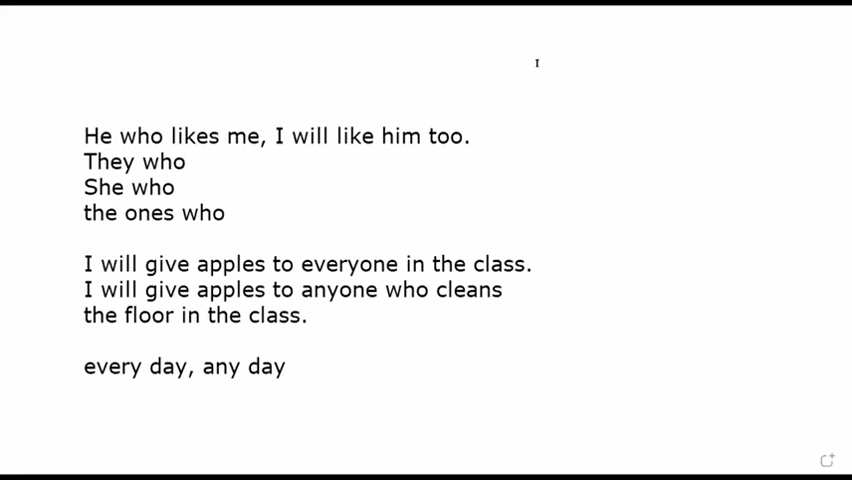 He who likes me, I will like him too.
They who
She who
the ones who
I will give apples to everyone in the class.
I will give apples to anyone who cleans
the floor in the class.
every day, any day